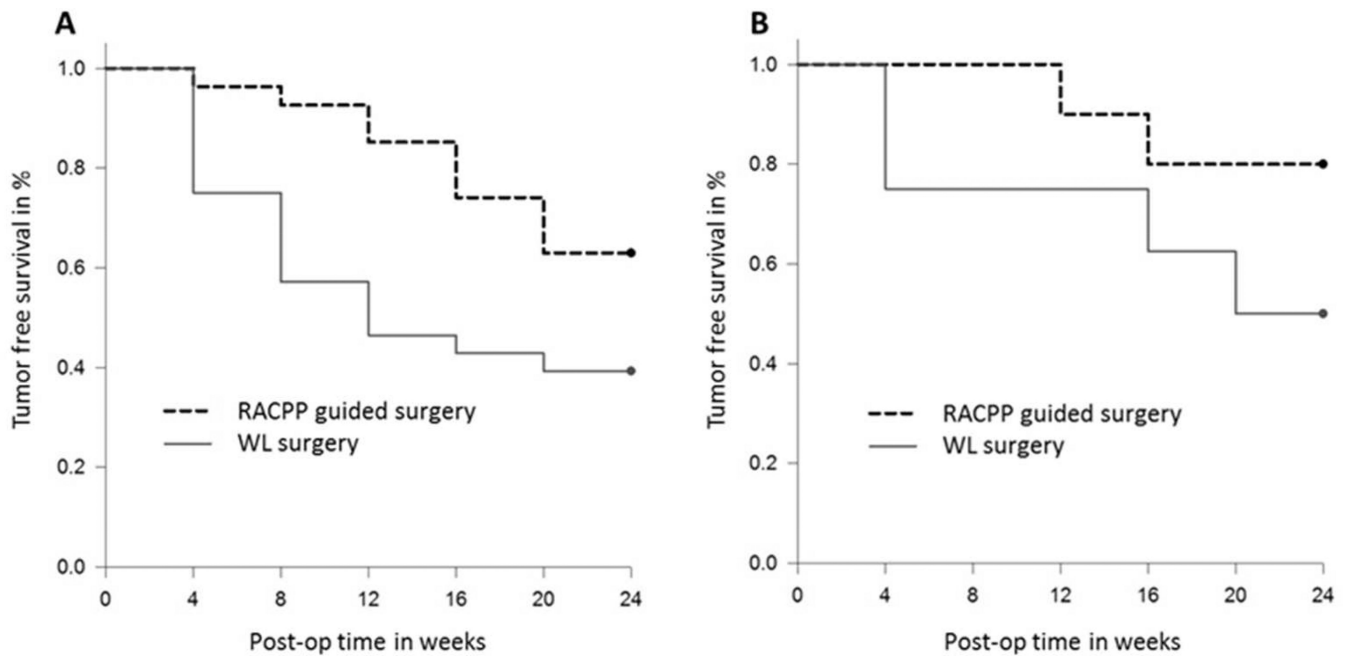 A
Tumor free survival in %
1.0
0.8
0.6
0.4
0.2
0.0
RACPP guided surgery
WL surgery
0 4 8 12 16 20 24
Post-op time in weeks
B
Tumor free survival in %
1.0
0.8
0.6
0.4
0.2
0.0
RACPP guided surgery
WL surgery
0 4 8 12 16 20 24
Post-op time in weeks